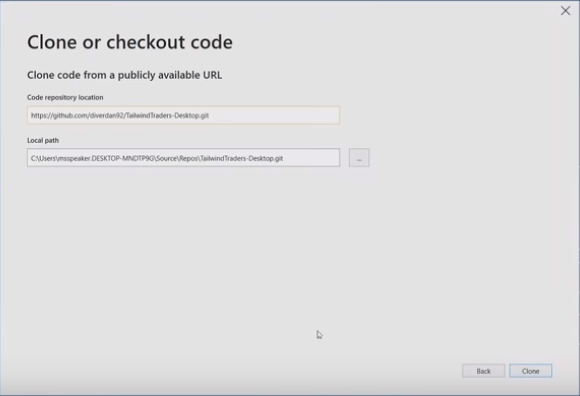 Clone or checkout code
Clone code from a publicly available URL
Code repository location
https://github.com/diverdan92/TailwindTraders-Desktop.git
Local path
C:\Users\msspeaker.DESKTOP-MNDTP9G\Source\Repos\TailwindTraders-Desktop.git
...
Back
Clone